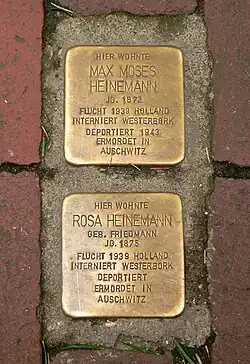 HIER WOHNTE
MAX MOSES
HEINEMANN
JG. 1873
FLUCHT 1939 HOLLAND
INTERNIERT WESTERBORK
DEPORTIERT 1943
ERMORDET IN
AUSCHWITZ
HIER WOHNTE
ROSA HEINEMANN
GEB. FRIEDMANN
JG. 1875
FLUCHT 1939 HOLLAND
INTERNIERT WESTERBORK
DEPORTIERT
ERMORDET IN
AUSCHWITZ